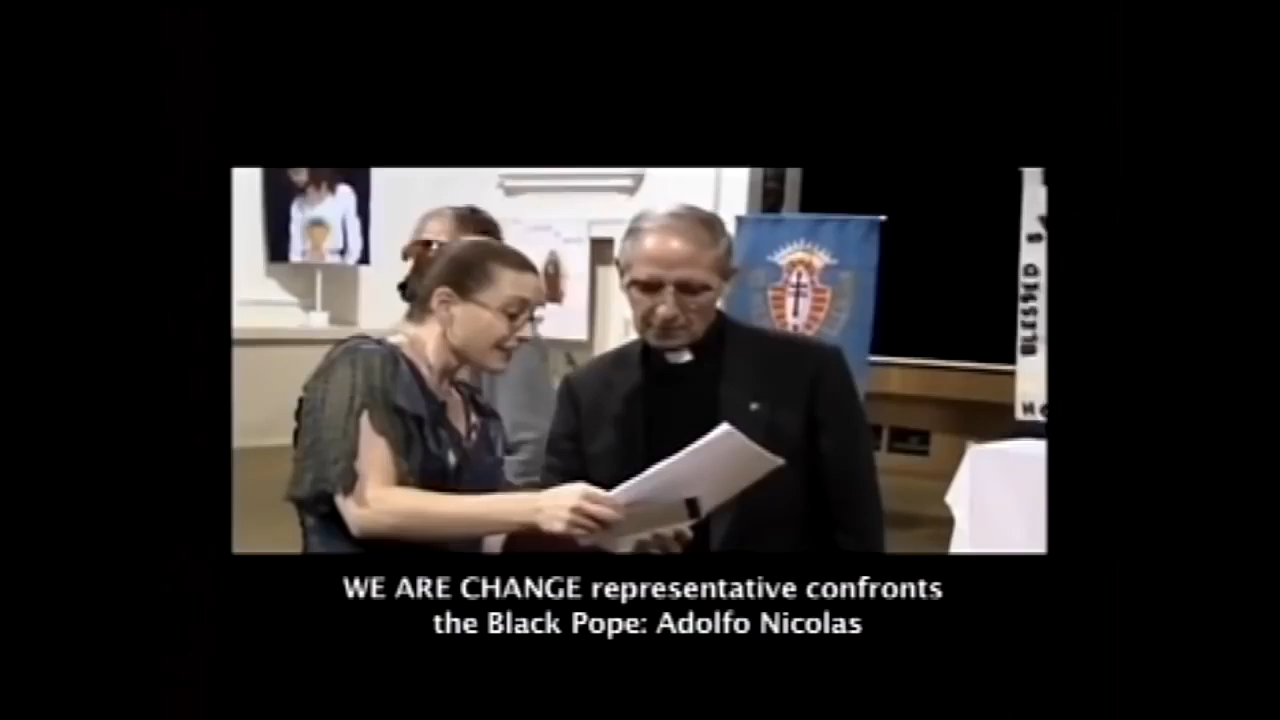 BLESSED
WE ARE CHANGE representative confronts
the Black Pope: Adolfo Nicolas